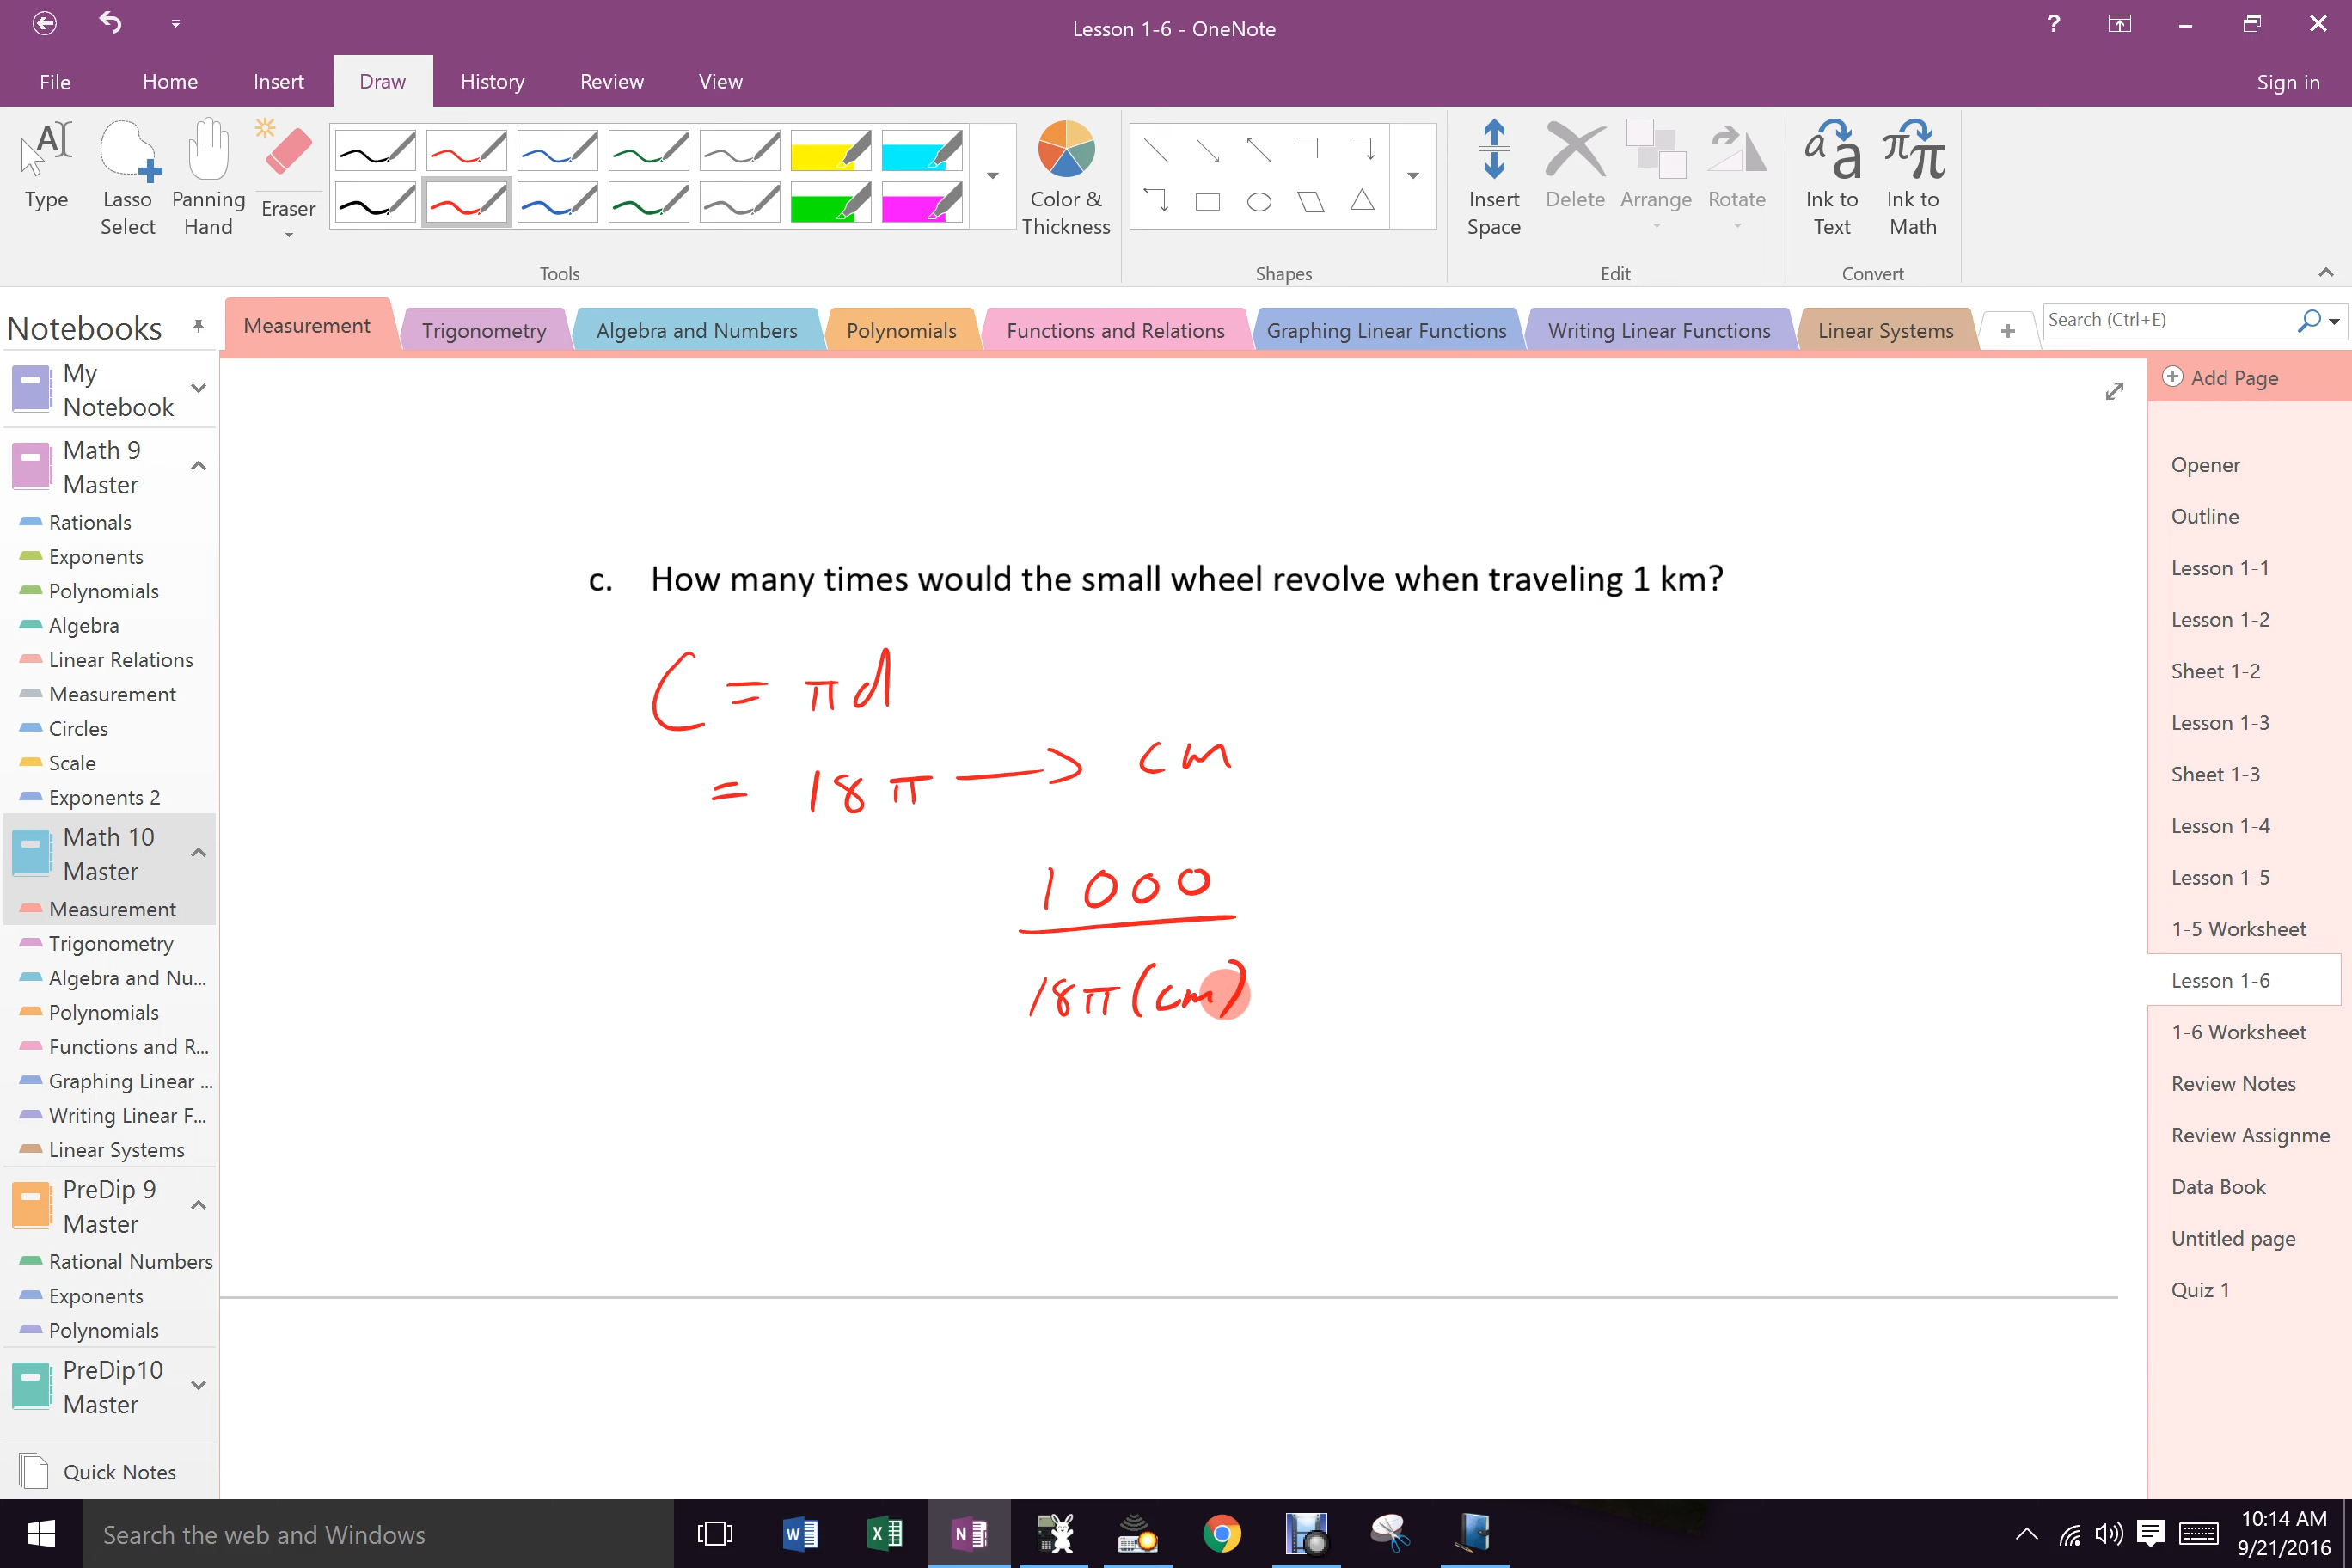 Lesson 1-6 - OneNote
File Home Insert Draw History Review View Sign in
Type
Lasso Select
Panning Hand
Eraser
Color & Thickness
Insert Space
Delete
Arrange
Rotate
Ink to Text
Ink to Math
Tools Shapes Edit Convert
Notebooks
Measurement Trigonometry Algebra and Numbers Polynomials Functions and Relations Graphing Linear Functions Writing Linear Functions Linear Systems + Search (Ctrl+E)
My Notebook
Math 9 Master
Rationals
Exponents
Polynomials
Algebra
Linear Relations
Measurement
Circles
Scale
Exponents 2
Math 10 Master
Measurement
Trigonometry
Algebra and Nu...
Polynomials
Functions and R...
Graphing Linear ...
Writing Linear F...
Linear Systems
PreDip 9 Master
Rational Numbers
Exponents
Polynomials
PreDip10 Master
Quick Notes
c. How many times would the small wheel revolve when traveling 1 km?
C = πd
= 18π → cm
1000
18π (cm)
Add Page
Opener
Outline
Lesson 1-1
Lesson 1-2
Sheet 1-2
Lesson 1-3
Sheet 1-3
Lesson 1-4
Lesson 1-5
1-5 Worksheet
Lesson 1-6
1-6 Worksheet
Review Notes
Review Assignme
Data Book
Untitled page
Quiz 1
Search the web and Windows
10:14 AM
9/21/2016